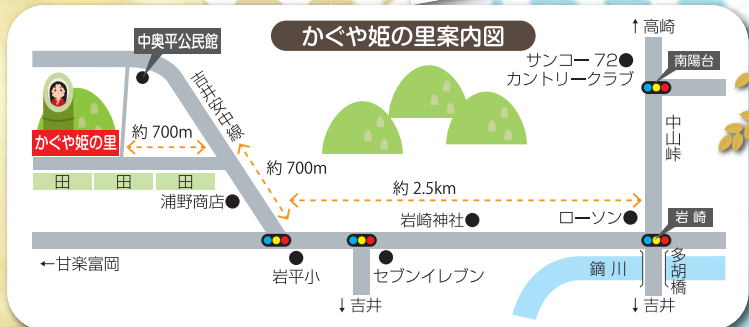 かぐや姫の里案内図
↑高崎
中奥平公民館
サンコー72
カントリークラブ
南陽台
吉井安中線
かぐや姫の里
約700m
中山峠
約700m
田 田 田
約2.5km
浦野商店
岩崎神社
ローソン
岩崎
←甘楽富岡
岩平小
セブンイレブン
鏑川
多胡橋
↓吉井
↓吉井